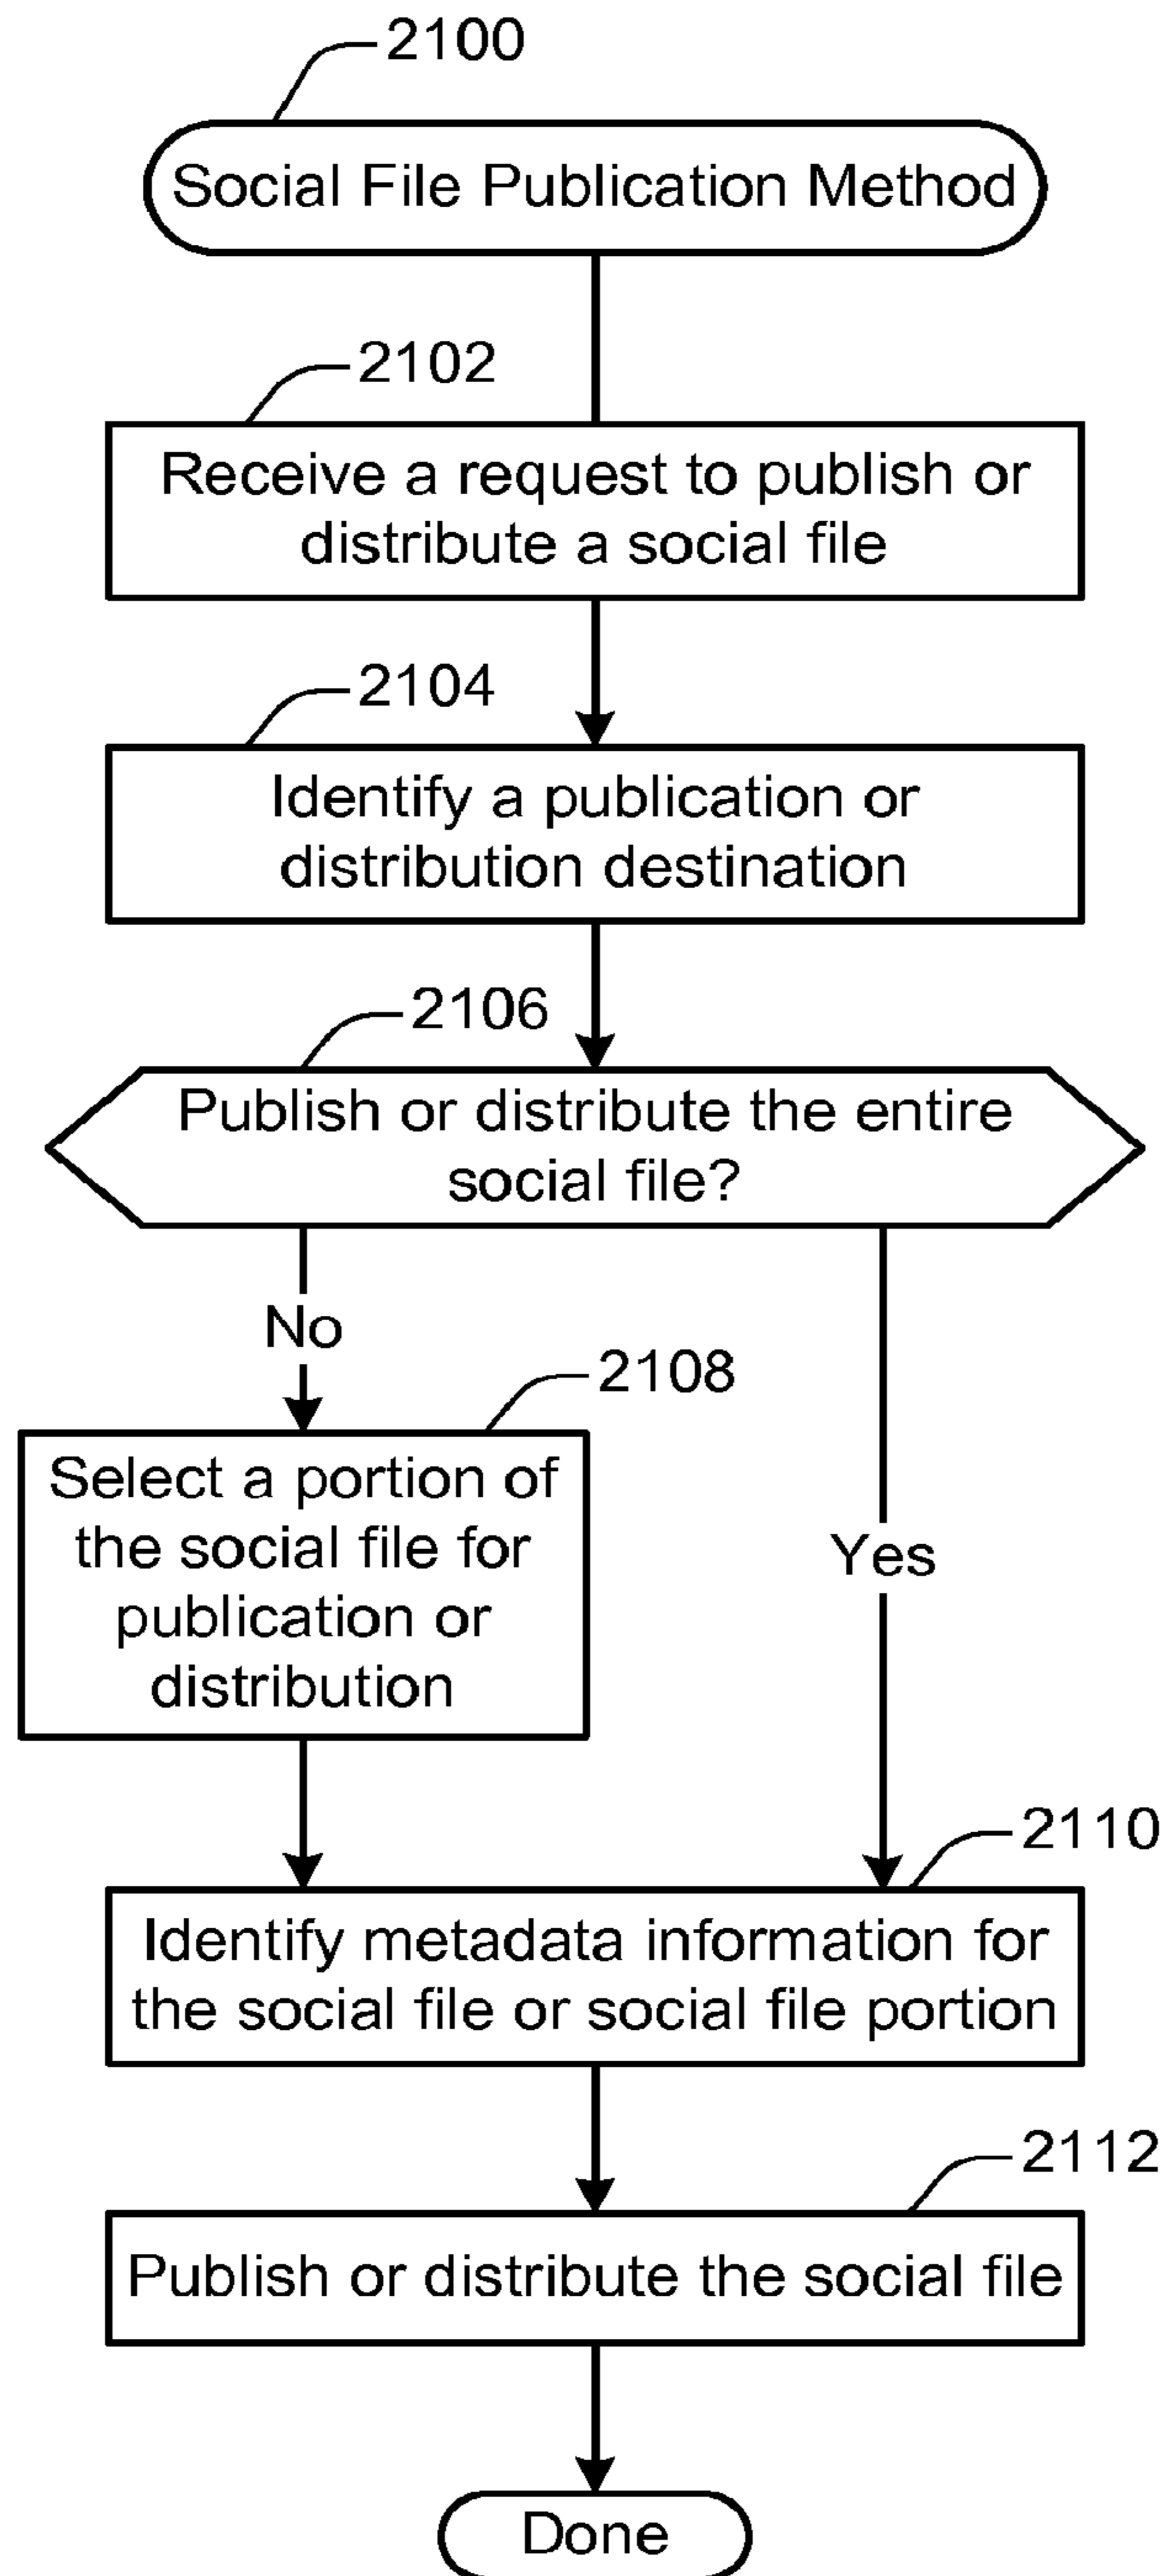 2100
Social File Publication Method
2102
Receive a request to publish or
distribute a social file
2104
Identify a publication or
distribution destination
2106
Publish or distribute the entire
social file?
No
2108
Select a portion of
the social file for
publication or
distribution
Yes
2110
Identify metadata information for
the social file or social file portion
2112
Publish or distribute the social file
Done